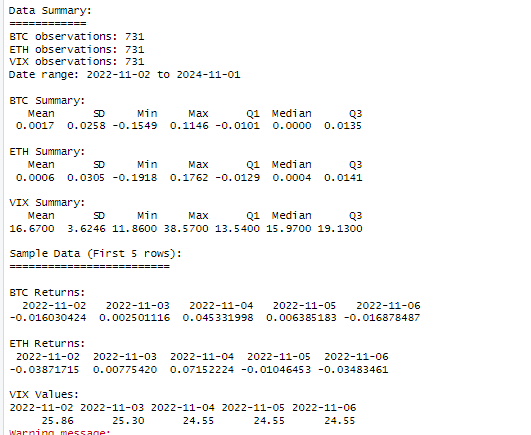 Data Summary:
============
BTC observations: 731
ETH observations: 731
VIX observations: 731
Date range: 2022-11-02 to 2024-11-01
BTC Summary:
Mean SD Min Max Q1 Median Q3
0.0017 0.0258 -0.1549 0.1146 -0.0101 0.0000 0.0135
ETH Summary:
Mean SD Min Max Q1 Median Q3
0.0006 0.0305 -0.1918 0.1762 -0.0129 0.0004 0.0141
VIX Summary:
Mean SD Min Max Q1 Median Q3
16.6700 3.6246 11.8600 38.5700 13.5400 15.9700 19.1300
Sample Data (First 5 rows):
=========================
BTC Returns:
2022-11-02 2022-11-03 2022-11-04 2022-11-05 2022-11-06
-0.016030424 0.002501116 0.045331998 0.006385183 -0.016878487
ETH Returns:
2022-11-02 2022-11-03 2022-11-04 2022-11-05 2022-11-06
-0.03871715 0.00775420 0.07152224 -0.01046453 -0.03483461
VIX Values:
2022-11-02 2022-11-03 2022-11-04 2022-11-05 2022-11-06
25.86 25.30 24.55 24.55 24.55
Warning message: